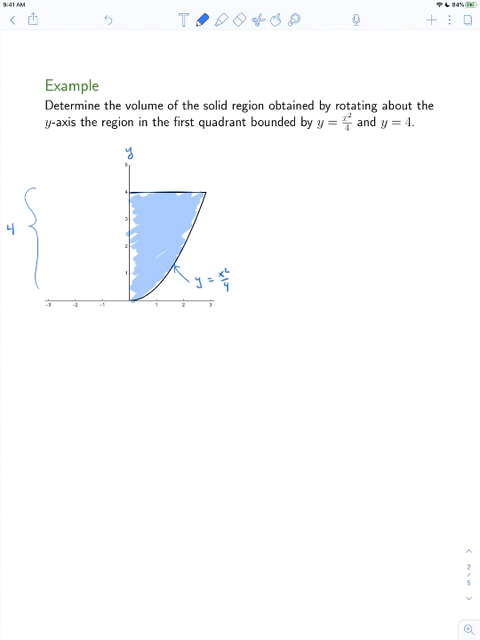 9:41 AM
84%
T
Example
Determine the volume of the solid region obtained by rotating about the
y-axis the region in the first quadrant bounded by y = x²/4 and y = 4.
y
5
4
3
2
1
4
y = x²/4
-3 -2 -1 1 2 3
2
/
5